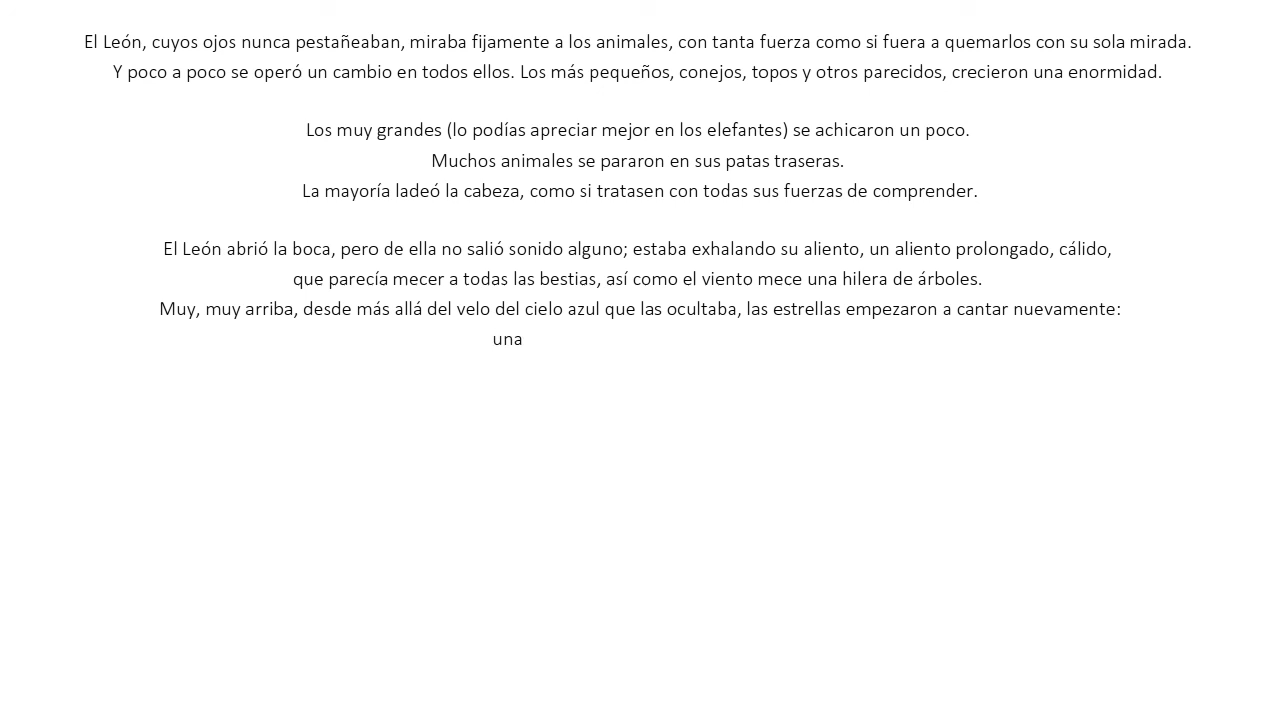 El León, cuyos ojos nunca pestañeaban, miraba fijamente a los animales, con tanta fuerza como si fuera a quemarlos con su sola mirada.
Y poco a poco se operó un cambio en todos ellos. Los más pequeños, conejos, topos y otros parecidos, crecieron una enormidad.
Los muy grandes (lo podías apreciar mejor en los elefantes) se achicaron un poco.
Muchos animales se pararon en sus patas traseras.
La mayoría ladeó la cabeza, como si tratasen con todas sus fuerzas de comprender.
El León abrió la boca, pero de ella no salió sonido alguno; estaba exhalando su aliento, un aliento prolongado, cálido,
que parecía mecer a todas las bestias, así como el viento mece una hilera de árboles.
Muy, muy arriba, desde más allá del velo del cielo azul que las ocultaba, las estrellas empezaron a cantar nuevamente:
una